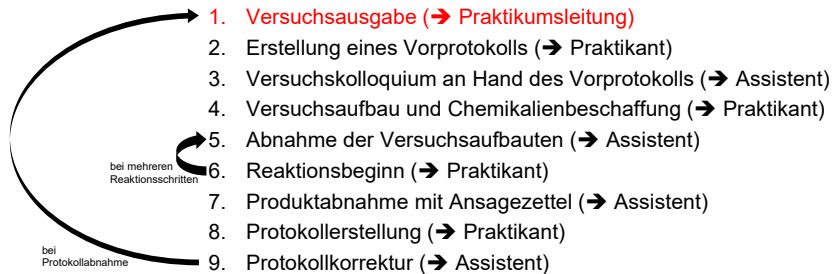 1. Versuchsausgabe (➔ Praktikumsleitung)
2. Erstellung eines Vorprotokolls (➔ Praktikant)
3. Versuchskolloquium an Hand des Vorprotokolls (➔ Assistent)
4. Versuchsaufbau und Chemikalienbeschaffung (➔ Praktikant)
5. Abnahme der Versuchsaufbauten (➔ Assistent)
bei mehreren
Reaktionsschritten
6. Reaktionsbeginn (➔ Praktikant)
7. Produktabnahme mit Ansagezettel (➔ Assistent)
8. Protokollerstellung (➔ Praktikant)
bei
Protokollabnahme
9. Protokollkorrektur (➔ Assistent)